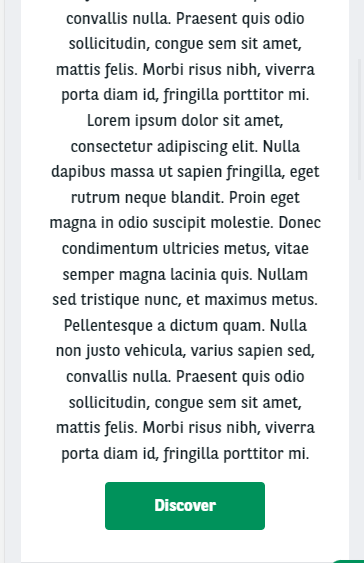 convallis nulla. Praesent quis odio
sollicitudin, congue sem sit amet,
mattis felis. Morbi risus nibh, viverra
porta diam id, fringilla porttitor mi.
Lorem ipsum dolor sit amet,
consectetur adipiscing elit. Nulla
dapibus massa ut sapien fringilla, eget
rutrum neque blandit. Proin eget
magna in odio suscipit molestie. Donec
condimentum ultricies metus, vitae
semper magna lacinia quis. Nullam
sed tristique nunc, et maximus metus.
Pellentesque a dictum quam. Nulla
non justo vehicula, varius sapien sed,
convallis nulla. Praesent quis odio
sollicitudin, congue sem sit amet,
mattis felis. Morbi risus nibh, viverra
porta diam id, fringilla porttitor mi.
Discover